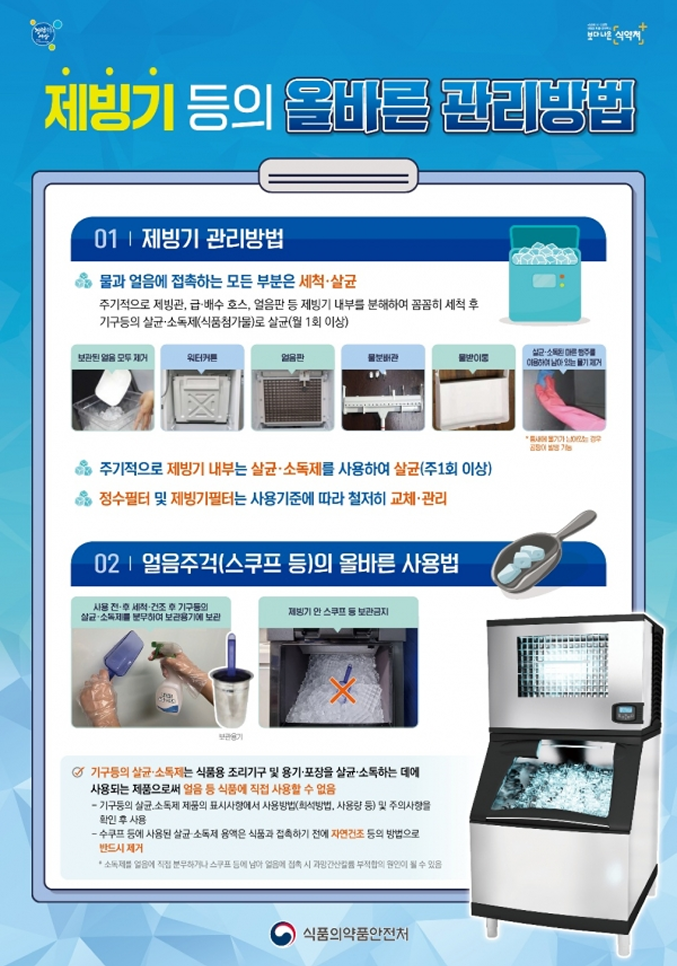 보다 나은 식약처
제빙기 등의 올바른 관리방법
01 | 제빙기 관리방법
물과 얼음에 접촉하는 모든 부분은 세척·살균
주기적으로 제빙관, 급·배수 호스, 얼음판 등 제빙기 내부를 분해하여 꼼꼼히 세척 후
기구등의 살균·소독제(식품첨가물)로 살균(월 1회 이상)
보관된 얼음 모두 제거
워터커튼
얼음판
물분배관
물받이통
살균·소독된 마른 행주를
이용하여 남아 있는 물기 제거
* 틈새에 물기가 남아있는 경우
곰팡이 발생 가능
주기적으로 제빙기 내부는 살균·소독제를 사용하여 살균(주1회 이상)
정수필터 및 제빙기필터는 사용기준에 따라 철저히 교체·관리
02 | 얼음주걱(스쿠프 등)의 올바른 사용법
사용 전·후 세척·건조 후 기구등의
살균·소독제를 분무하여 보관용기에 보관
제빙기 안 스쿠프 등 보관금지
보관용기
기구등의 살균·소독제는 식품용 조리기구 및 용기·포장을 살균·소독하는 데에
사용되는 제품으로써 얼음 등 식품에 직접 사용할 수 없음
– 기구등의 살균.소독제 제품의 표시사항에서 사용방법(희석방법, 사용량 등) 및 주의사항을
확인 후 사용
– 수쿠프 등에 사용된 살균·소독제 용액은 식품과 접촉하기 전에 자연건조 등의 방법으로
반드시 제거
* 소독제를 얼음에 직접 분무하거나 스쿠프 등에 남아 얼음에 접촉 시 과망간산칼륨 부적합의 원인이 될 수 있음
식품의약품안전처